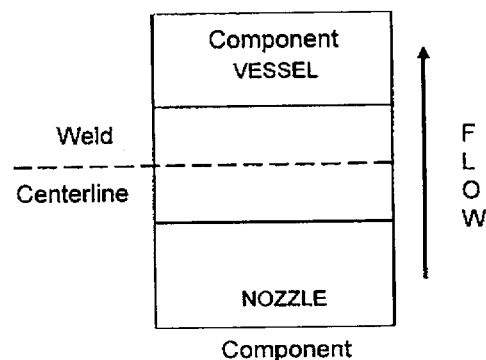 Component
VESSEL
Weld
Centerline
F
L
O
W
NOZZLE
Component